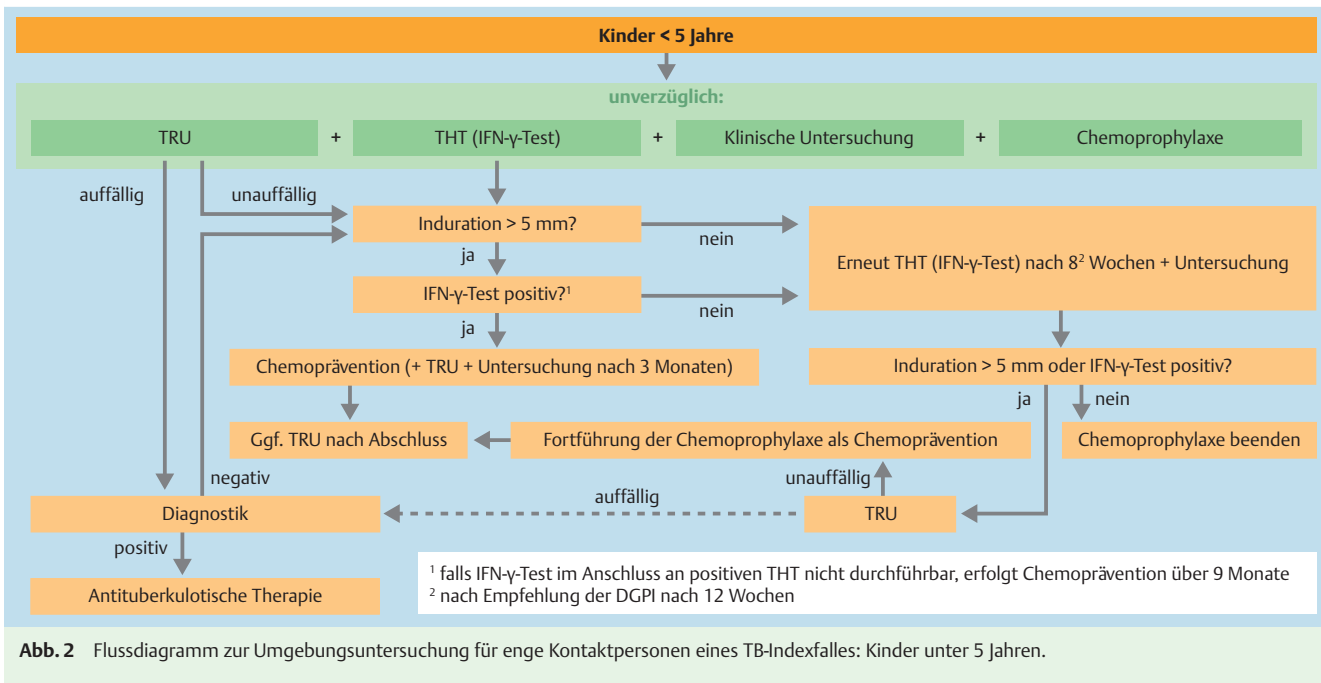 Kinder < 5 Jahre
unverzüglich:
TRU + THT (IFN-γ-Test) + Klinische Untersuchung + Chemoprophylaxe
auffällig
unauffällig
Induration > 5 mm?
nein
ja
Erneut THT (IFN-γ-Test) nach 8² Wochen + Untersuchung
IFN-γ-Test positiv?¹
nein
ja
Chemoprävention (+ TRU + Untersuchung nach 3 Monaten)
Induration > 5 mm oder IFN-γ-Test positiv?
ja
nein
Ggf. TRU nach Abschluss
Fortführung der Chemoprophylaxe als Chemoprävention
Chemoprophylaxe beenden
negativ
unauffällig
auffällig
Diagnostik
TRU
positiv
Antituberkulotische Therapie
¹ falls IFN-γ-Test im Anschluss an positiven THT nicht durchführbar, erfolgt Chemoprävention über 9 Monate
² nach Empfehlung der DGPI nach 12 Wochen
Abb. 2 Flussdiagramm zur Umgebungsuntersuchung für enge Kontaktpersonen eines TB-Indexfalles: Kinder unter 5 Jahren.